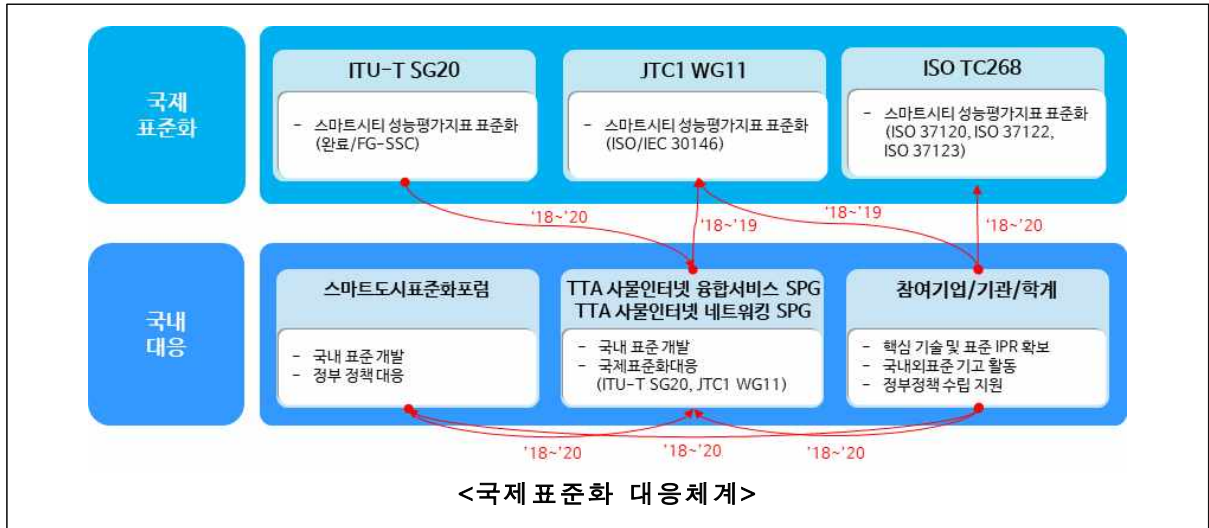 국제
표준화
ITU-T SG20
- 스마트시티 성능평가지표 표준화
(완료/FG-SSC)
JTC1 WG11
- 스마트시티 성능평가지표 표준화
(ISO/IEC 30146)
ISO TC268
- 스마트시티 성능평가지표 표준화
(ISO 37120, ISO 37122,
ISO 37123)
'18~'20
'18~'19
'18~'19
'18~'20
국내
대응
스마트도시표준화포럼
- 국내 표준 개발
- 정부 정책 대응
TTA 사물인터넷 융합서비스 SPG
TTA 사물인터넷 네트워킹 SPG
- 국내 표준 개발
- 국제표준화대응
(ITU-T SG20, JTC1 WG11)
참여기업/기관/학계
- 핵심 기술 및 표준 IPR 확보
- 국내외표준 기고 활동
- 정부정책 수립 지원
'18~'20
'18~'20
'18~'20
<국제표준화 대응체계>